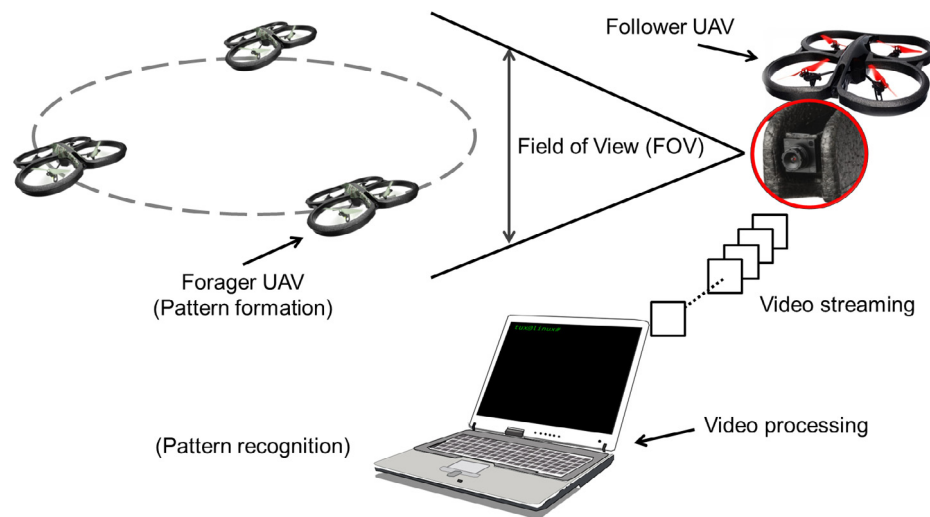 Follower UAV
Field of View (FOV)
Forager UAV
(Pattern formation)
Video streaming
(Pattern recognition)
Video processing